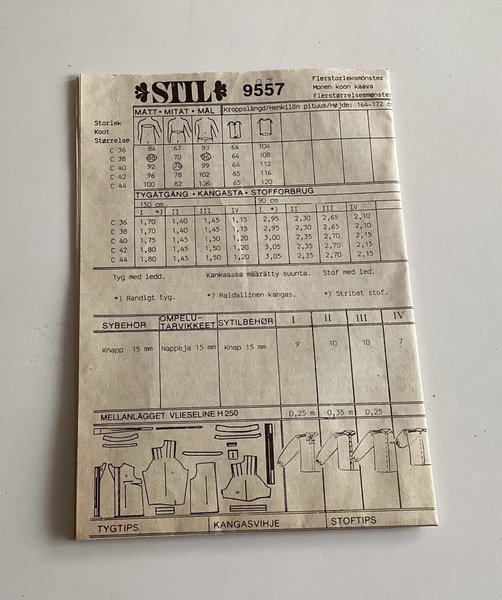 STIL 9557
Flerstorleksmönster
Monen koon kaava
Flerstørrelsesmønster
MÅTT • MITAT • MÅL Kroppslängd/Henkilön pituus/Højde: 164-172 cm
Storlek
Koot
Størrelse
C 36 84 67 93 64 104
C 38 88 70 96 64 108
C 40 92 74 99 64 112
C 42 96 78 102 65 116
C 44 100 82 106 65 120
TYGÅTGÅNG • KANGASTA • STOFFORBRUG
150 cm 90 cm
I *) II III IV I *) II III IV
C 36 1,70 1,40 1,45 1,15 2,95 2,30 2,65 2,10
C 38 1,70 1,40 1,45 1,15 2,95 2,30 2,65 2,10
C 40 1,75 1,45 1,50 1,20 3,00 2,35 2,70 2,15
C 42 1,80 1,45 1,50 1,20 3,05 2,35 2,70 2,15
C 44 1,80 1,45 1,50 1,20 3,05 2,35 2,70 2,15
Tyg med ledd. Kankaassa määrätty suunta. Stof med led.
*) Randigt tyg. *) Raidallinen kangas. *) Stribet stof.
SYBEHÖR OMPELU-TARVIKKEET SYTILBEHØR I II III IV
Knapp 15 mm Nappeja 15 mm Knap 15 mm 9 10 10 7
MELLANLÄGGET VLIESELINE H 250 0,25 m 0,35 m 0,25
TYGTIPS KANGASVIHJE STOFTIPS